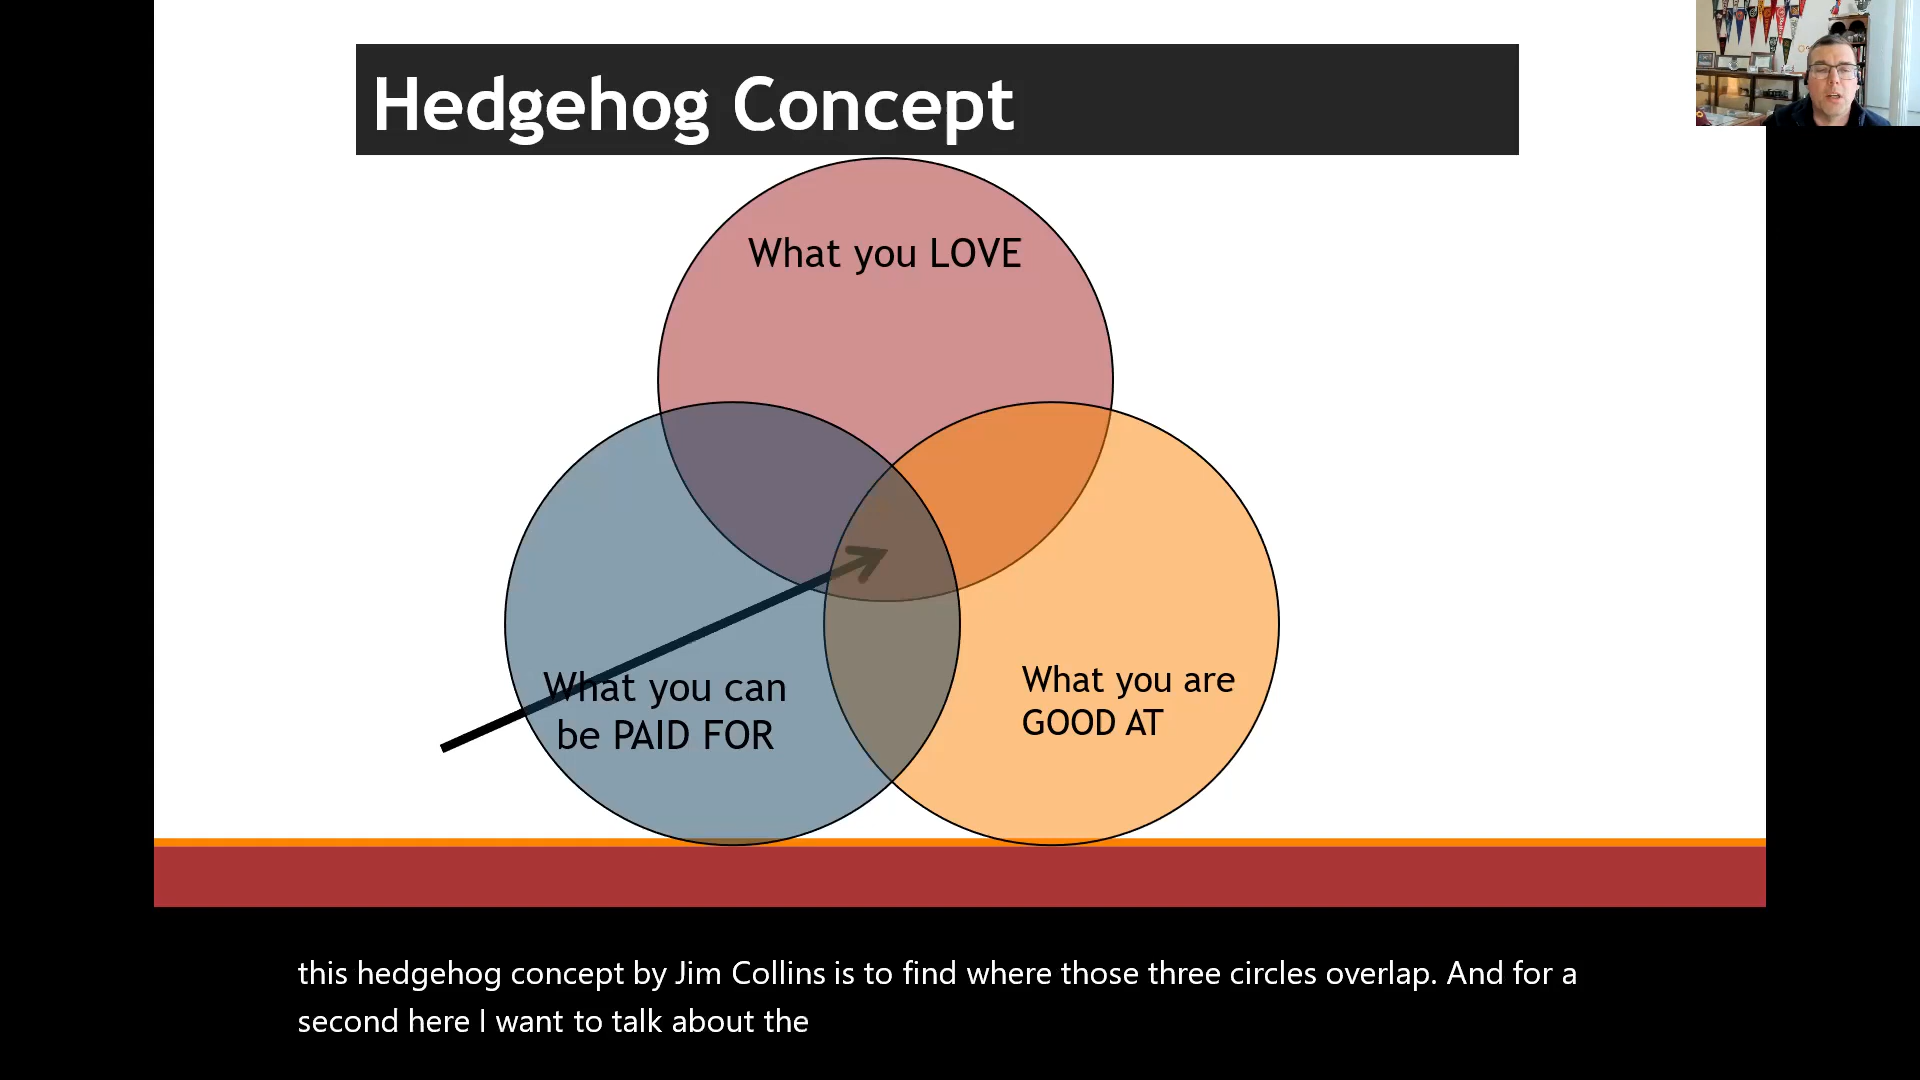 Hedgehog Concept
What you LOVE
What you can
be PAID FOR
What you are
GOOD AT
this hedgehog concept by Jim Collins is to find where those three circles overlap. And for a
second here I want to talk about the